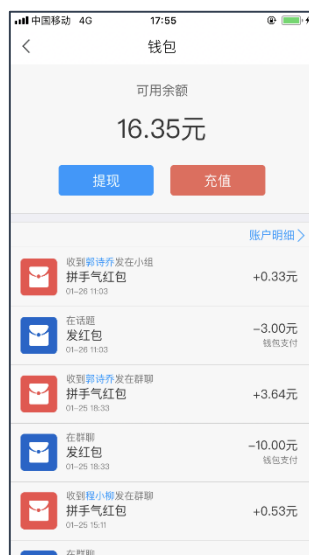 中国移动 4G 17:55
钱包
可用余额
16.35元
提现 充值
账户明细
收到郭诗乔发在小组
拼手气红包 +0.33元
01-26 11:03
在话题
发红包 -3.00元
01-26 11:03 钱包支付
收到郭诗乔发在群聊
拼手气红包 +3.64元
01-25 18:33
在群聊
发红包 -10.00元
01-25 18:33 钱包支付
收到程小柳发在群聊
拼手气红包 +0.53元
01-25 15:11
在群聊